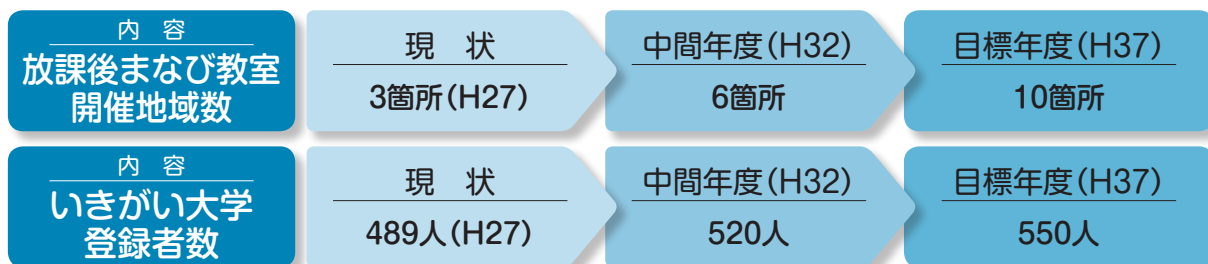 内 容
放課後まなび教室
開催地域数
現 状
3箇所(H27)
中間年度(H32)
6箇所
目標年度(H37)
10箇所
内 容
いきがい大学
登録者数
現 状
489人(H27)
中間年度(H32)
520人
目標年度(H37)
550人